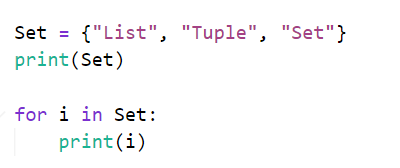 Set = {"List", "Tuple", "Set"}
print(Set)
for i in Set:
    print(i)